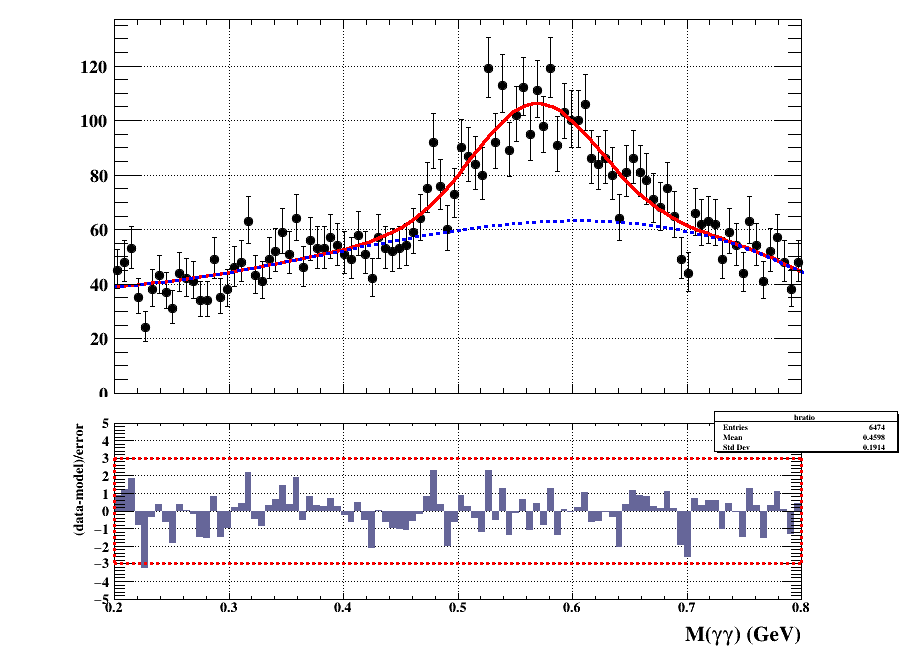 120
100
80
60
40
20
0
hratio
Entries 6474
Mean 0.4598
Std Dev 0.1914
(data-model)/error
5
4
3
2
1
0
−1
−2
−3
−4
−5
0.2 0.3 0.4 0.5 0.6 0.7 0.8
M(γγ) (GeV)